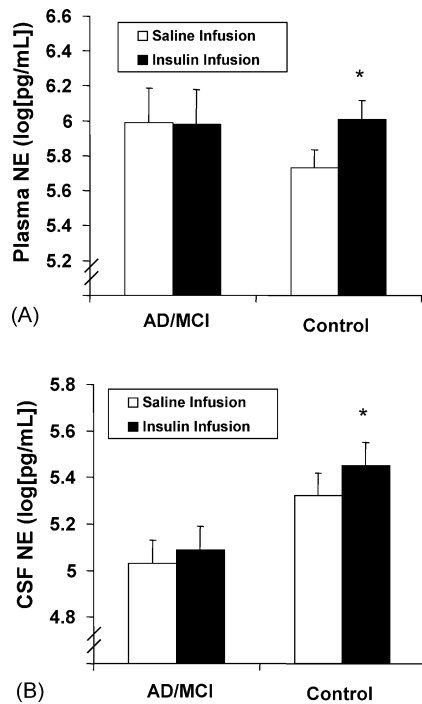 6.6
6.4
6.2
6
5.8
5.6
5.4
5.2
Plasma NE (log[pg/mL])
Saline Infusion
Insulin Infusion
*
AD/MCI Control
(A)
5.8
5.6
5.4
5.2
5
4.8
CSF NE (log[pg/mL])
Saline Infusion
Insulin Infusion
*
AD/MCI Control
(B)